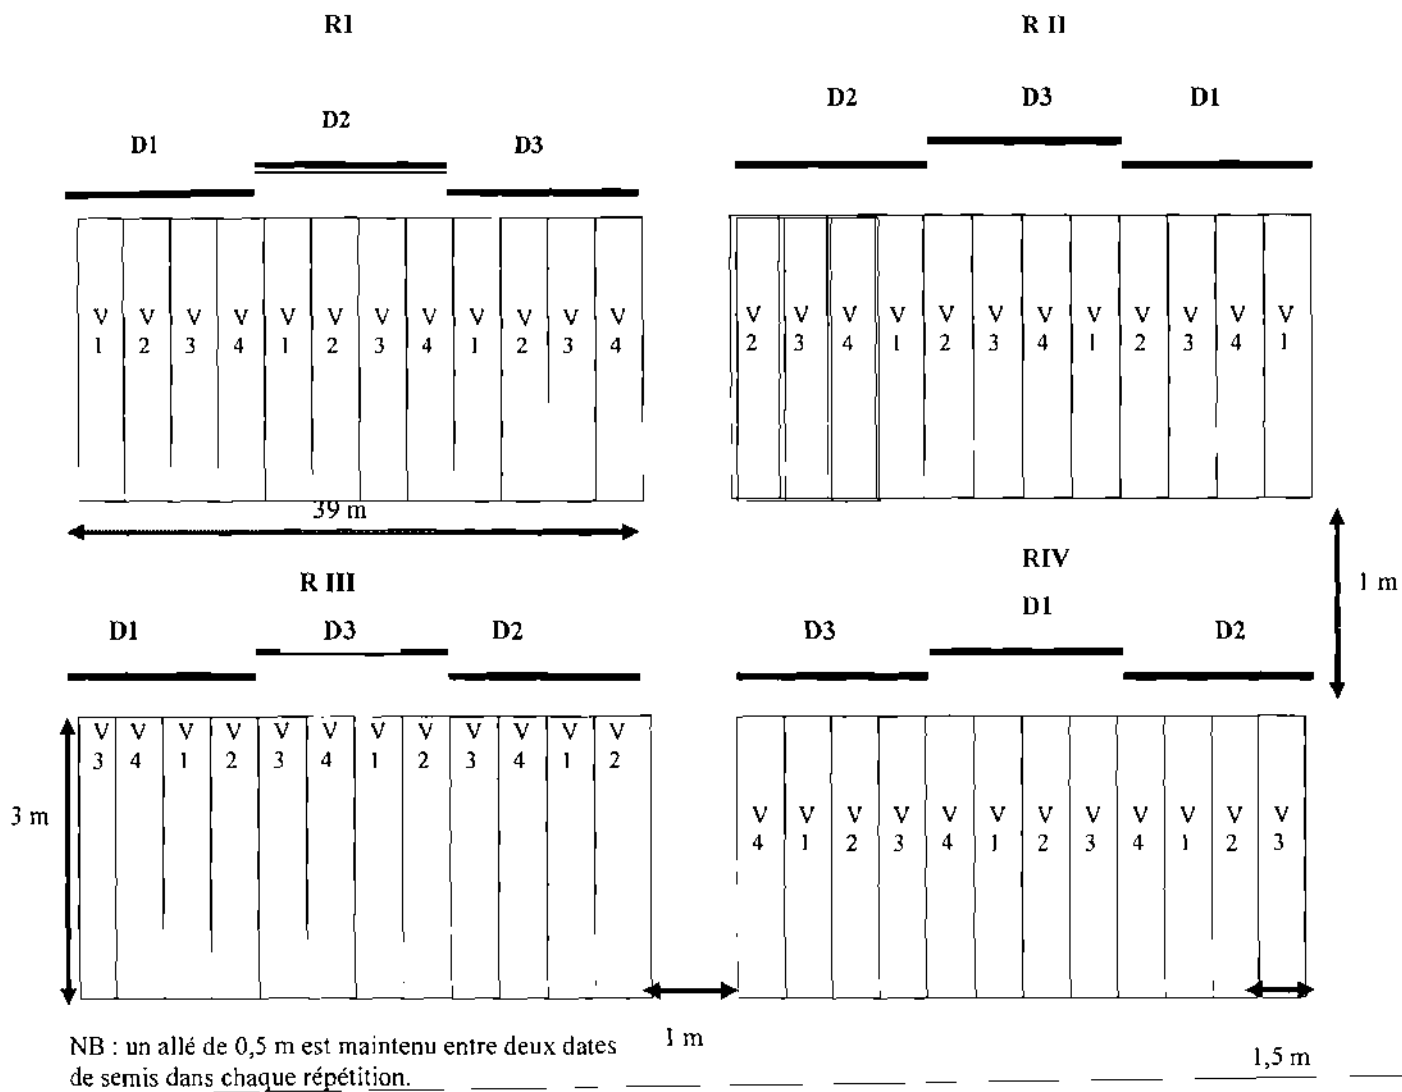 RI
R II
D1 D2 D3
D2 D3 D1
V V V V V V V V V V V V
1 2 3 4 1 2 3 4 1 2 3 4
V V V V V V V V V V V V
2 3 4 1 2 3 4 1 2 3 4 1
39 m
1 m
R III
RIV
D1 D3 D2
D3 D1 D2
3 m
V V V V V V V V V V V V
3 4 1 2 3 4 1 2 3 4 1 2
V V V V V V V V V V V V
4 1 2 3 4 1 2 3 4 1 2 3
1 m
1,5 m
NB : un allé de 0,5 m est maintenu entre deux dates
de semis dans chaque répétition.